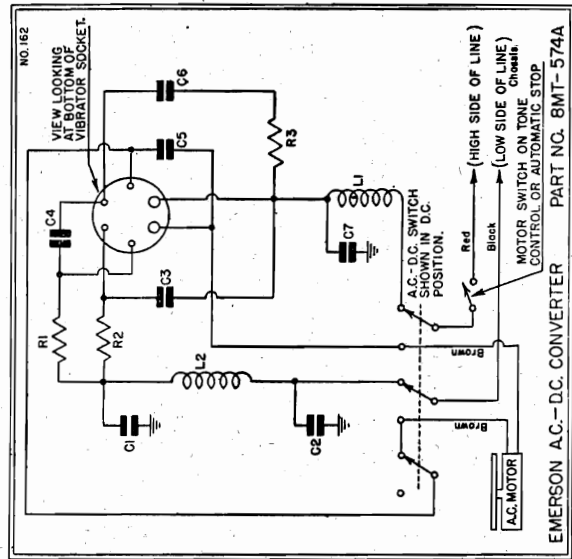 NO. 162
VIEW LOOKING
AT BOTTOM OF
VIBRATOR SOCKET.
C6
C5
C4
R3
R1
R2
C3
L1
C7
L2
C1
C2
A.C.-D.C. SWITCH
SHOWN IN D.C.
POSITION.
Red
(HIGH SIDE OF LINE)
Black
(LOW SIDE OF LINE)
Chassis.
MOTOR SWITCH ON TONE
CONTROL OR AUTOMATIC STOP
Brown
Brown
A.C. MOTOR
EMERSON A.C.-D.C. CONVERTER PART NO. 8MT-574A